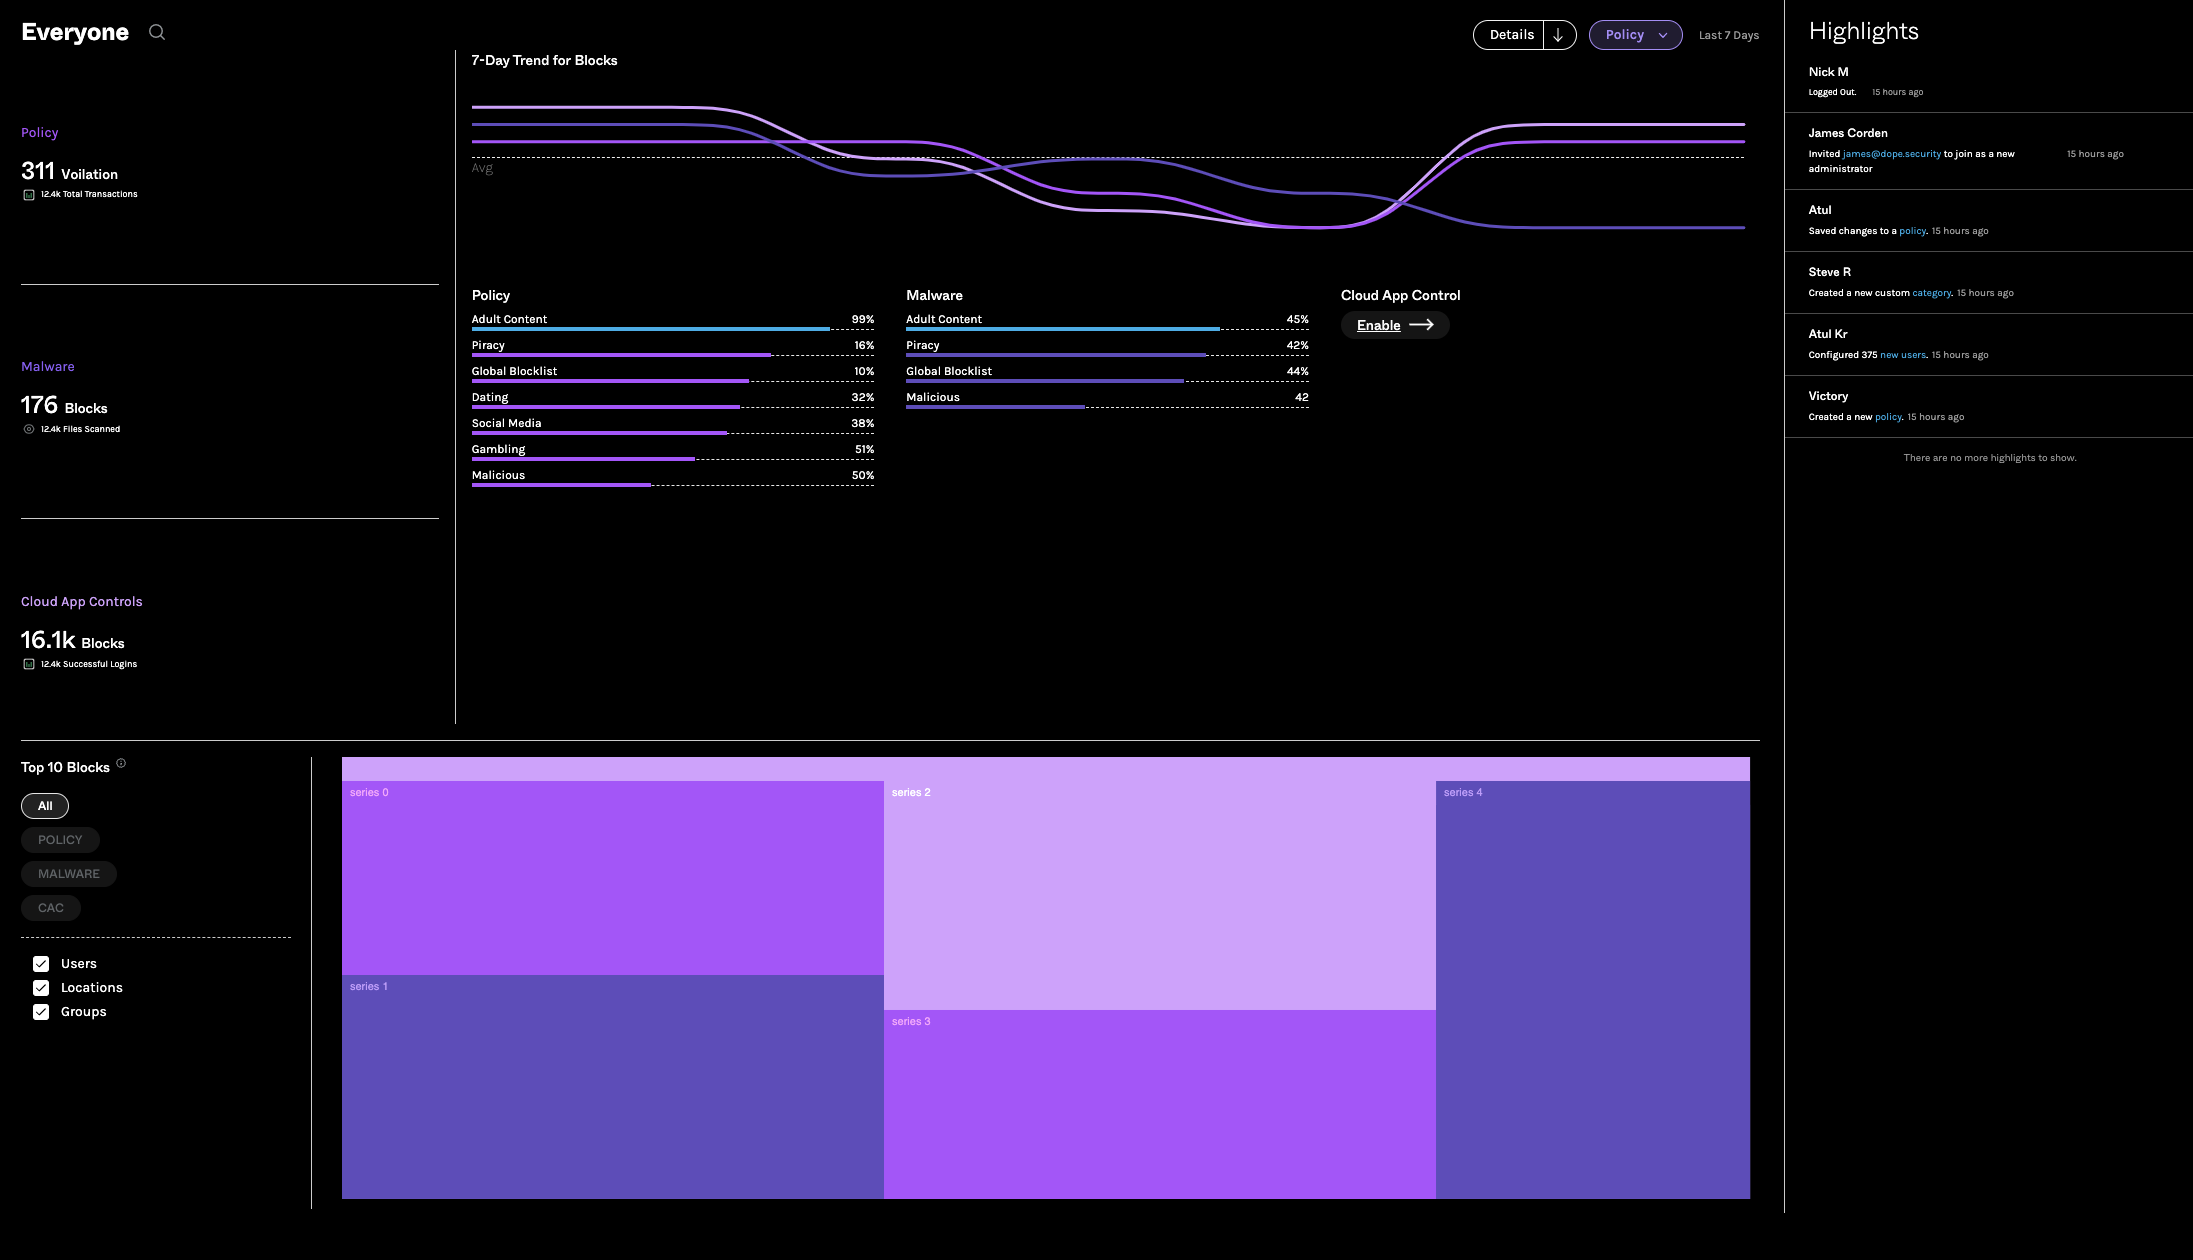 Everyone
Details
Policy
Last 7 Days
Policy
311 Voilation
12.4k Total Transactions
Malware
176 Blocks
12.4k Files Scanned
Cloud App Controls
16.1k Blocks
12.4k Successful Logins
7-Day Trend for Blocks
Avg
Policy
Adult Content 99%
Piracy 16%
Global Blocklist 10%
Dating 32%
Social Media 38%
Gambling 51%
Malicious 50%
Malware
Adult Content 45%
Piracy 42%
Global Blocklist 44%
Malicious 42
Cloud App Control
Enable
Top 10 Blocks
All
POLICY
MALWARE
CAC
Users
Locations
Groups
series 0
series 1
series 2
series 3
series 4
Highlights
Nick M
Logged Out. 15 hours ago
James Corden
Invited james@dope.security to join as a new 15 hours ago
administrator
Atul
Saved changes to a policy. 15 hours ago
Steve R
Created a new custom category. 15 hours ago
Atul Kr
Configured 375 new users. 15 hours ago
Victory
Created a new policy. 15 hours ago
There are no more highlights to show.